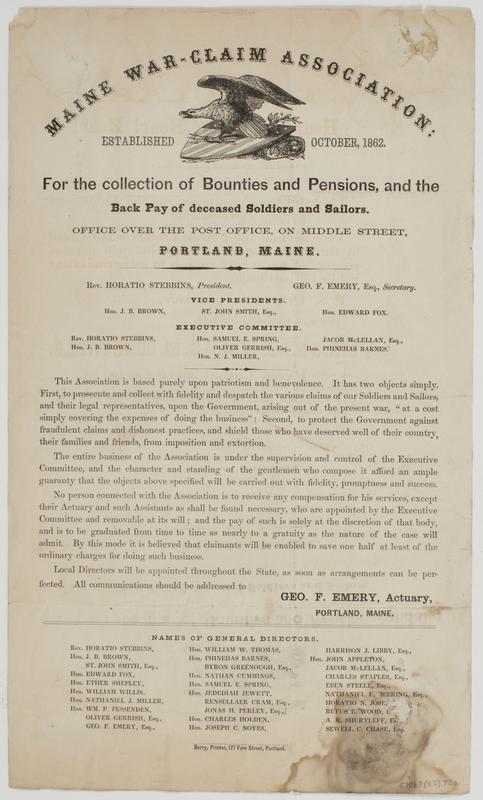 MAINE WAR-CLAIM ASSOCIATION:
ESTABLISHED OCTOBER, 1862.
For the collection of Bounties and Pensions, and the
Back Pay of deceased Soldiers and Sailors.
OFFICE OVER THE POST OFFICE, ON MIDDLE STREET,
PORTLAND, MAINE.
Rev. HORATIO STEBBINS, President. GEO. F. EMERY, Esq., Secretary.
VICE PRESIDENTS.
Hon. J. B. BROWN, ST. JOHN SMITH, Esq., Hon. EDWARD FOX.
EXECUTIVE COMMITTEE.
Rev. HORATIO STEBBINS, Hon. SAMUEL E. SPRING, JACOB McLELLAN, Esq.,
Hon. J. B. BROWN, OLIVER GERRISH, Esq., Hon. PHINEHAS BARNES.
Hon. N. J. MILLER,
This Association is based purely upon patriotism and benevolence. It has two objects simply.
First, to prosecute and collect with fidelity and despatch the various claims of our Soldiers and Sailors,
and their legal representatives, upon the Government, arising out of the present war, "at a cost
simply covering the expenses of doing the business": Second, to protect the Government against
fraudulent claims and dishonest practices, and shield those who have deserved well of their country,
their families and friends, from imposition and extortion.
The entire business of the Association is under the supervision and control of the Executive
Committee, and the character and standing of the gentlemen who compose it afford an ample
guaranty that the objects above specified will be carried out with fidelity, promptness and success.
No person connected with the Association is to receive any compensation for his services, except
their Actuary and such Assistants as shall be found necessary, who are appointed by the Executive
Committee and removable at its will; and the pay of such is solely at the discretion of that body,
and is to be graduated from time to time as nearly to a gratuity as the nature of the case will
admit. By this mode it is believed that claimants will be enabled to save one half at least of the
ordinary charges for doing such business.
Local Directors will be appointed throughout the State, as soon as arrangements can be per-
fected. All communications should be addressed to
GEO. F. EMERY, Actuary,
PORTLAND, MAINE.
NAMES OF GENERAL DIRECTORS.
Rev. HORATIO STEBBINS,
Hon. J. B. BROWN,
ST. JOHN SMITH, Esq.,
Hon. EDWARD FOX,
Hon. ETHER SHEPLEY,
Hon. WILLIAM WILLIS,
Hon. NATHANIEL J. MILLER,
Hon. WM. P. FESSENDEN,
OLIVER GERRISH, Esq.,
GEO. F. EMERY, Esq.,
Hon. WILLIAM W. THOMAS,
Hon. PHINEHAS BARNES,
BYRON GREENOUGH, Esq.,
Hon. NATHAN CUMMINGS,
Hon. SAMUEL E. SPRING,
Hon. JEDEDIAH JEWETT,
RENSELLAER CRAM, Esq.,
JONAS H. PERLEY, Esq.,
Hon. CHARLES HOLDEN,
Hon. JOSEPH C. NOYES,
HARRISON J. LIBBY, Esq.,
Hon. JOHN APPLETON,
JACOB McLELLAN, Esq.,
CHARLES STAPLES, Esq.,
EBEN STEELE, Esq.,
NATHANIEL F. DEERING, Esq.,
HORATIO N. JOSE,
RUFUS E. WOOD,
A. K. SHURTLEFF,
SEWELL C. CHASE, Esq.
Berry, Printer, 177 Fore Street, Portland.